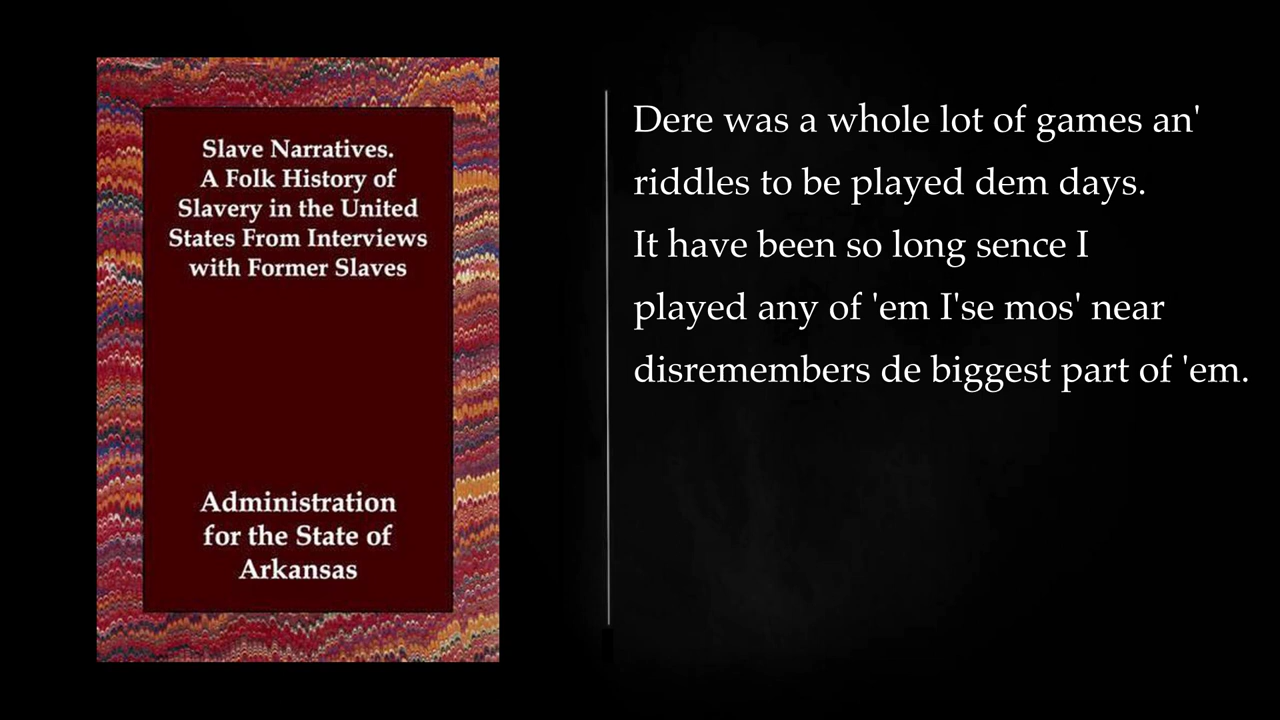 Slave Narratives.
A Folk History of
Slavery in the United
States From Interviews
with Former Slaves
Administration
for the State of
Arkansas
Dere was a whole lot of games an'
riddles to be played dem days.
It have been so long sence I
played any of 'em I'se mos' near
disremembers de biggest part of 'em.